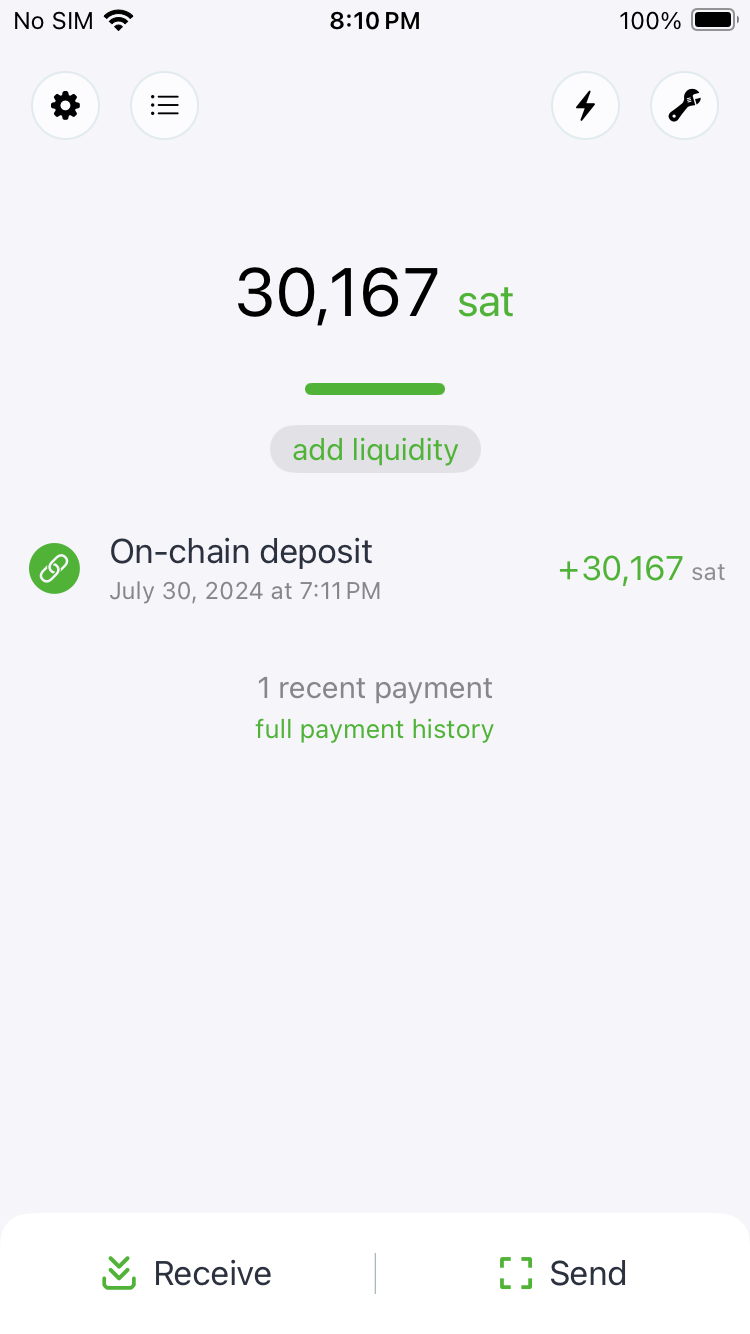 No SIM 8:10 PM 100%
30,167 sat
add liquidity
On-chain deposit
July 30, 2024 at 7:11 PM
+30,167 sat
1 recent payment
full payment history
Receive Send